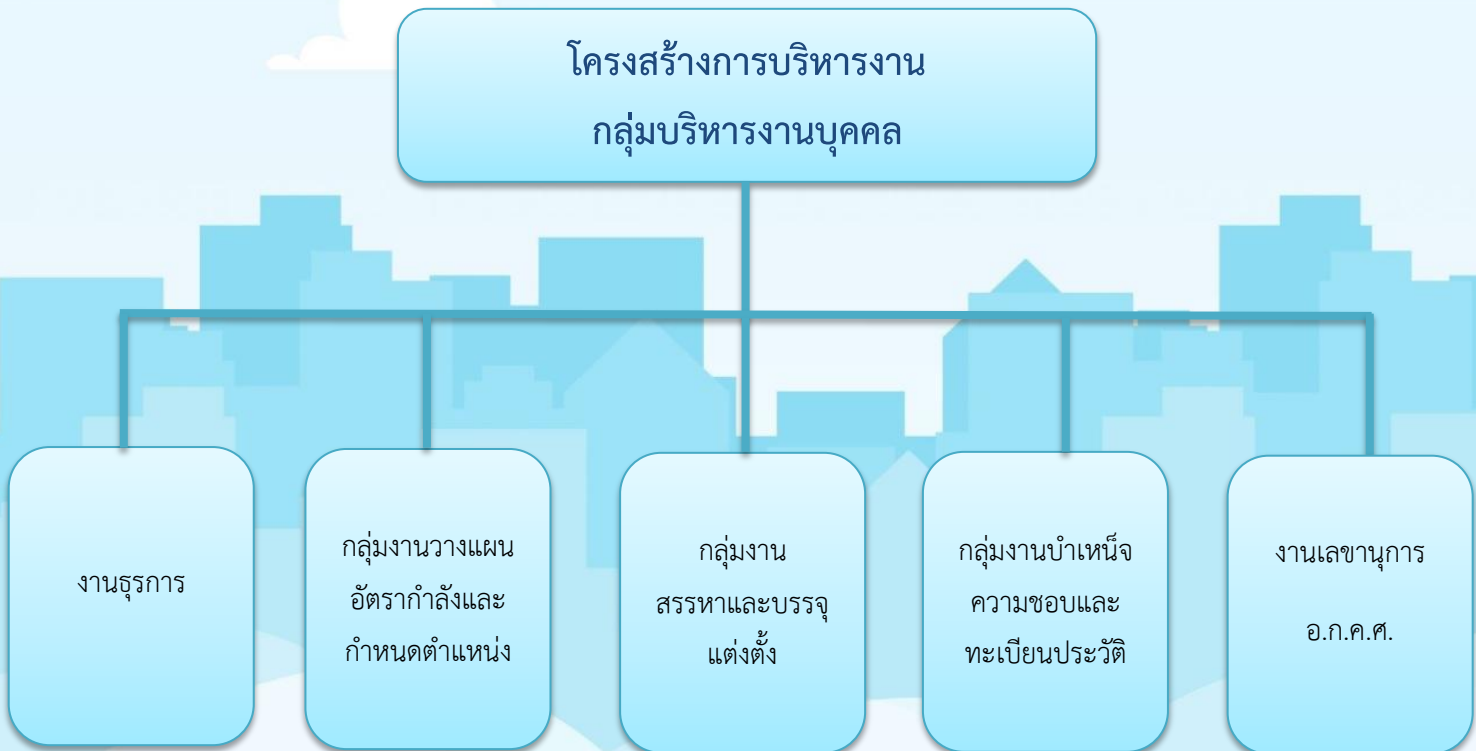 โครงสร้างการบริหารงาน
กลุ่มบริหารงานบุคคล
งานธุรการ
กลุ่มงานวางแผน
อัตรากำลังและ
กำหนดตำแหน่ง
กลุ่มงาน
สรรหาและบรรจุ
แต่งตั้ง
กลุ่มงานบำเหน็จ
ความชอบและ
ทะเบียนประวัติ
งานเลขานุการ
อ.ก.ค.ศ.